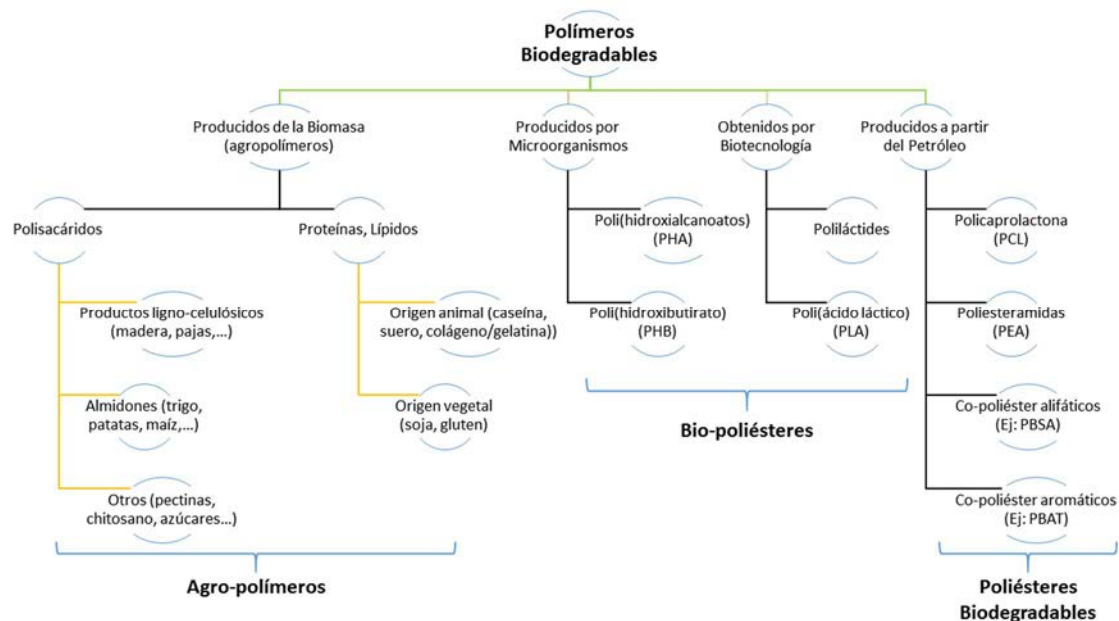 Polímeros
Biodegradables
Producidos de la Biomasa
(agropolímeros)
Producidos por
Microorganismos
Obtenidos por
Biotecnología
Producidos a partir
del Petróleo
Polisacáridos
Proteínas, Lípidos
Poli(hidroxialcanoatos)
(PHA)
Poliláctides
Policaprolactona
(PCL)
Productos ligno-celulósicos
(madera, pajas,...)
Origen animal (caseína,
suero, colágeno/gelatina))
Poli(hidroxibutirato)
(PHB)
Poli(ácido láctico)
(PLA)
Poliesteramidas
(PEA)
Almidones (trigo,
patatas, maíz,...)
Origen vegetal
(soja, gluten)
Co-poliéster alifáticos
(Ej: PBSA)
Bio-poliésteres
Otros (pectinas,
chitosano, azúcares...)
Co-poliéster aromáticos
(Ej: PBAT)
Agro-polímeros
Poliésteres
Biodegradables